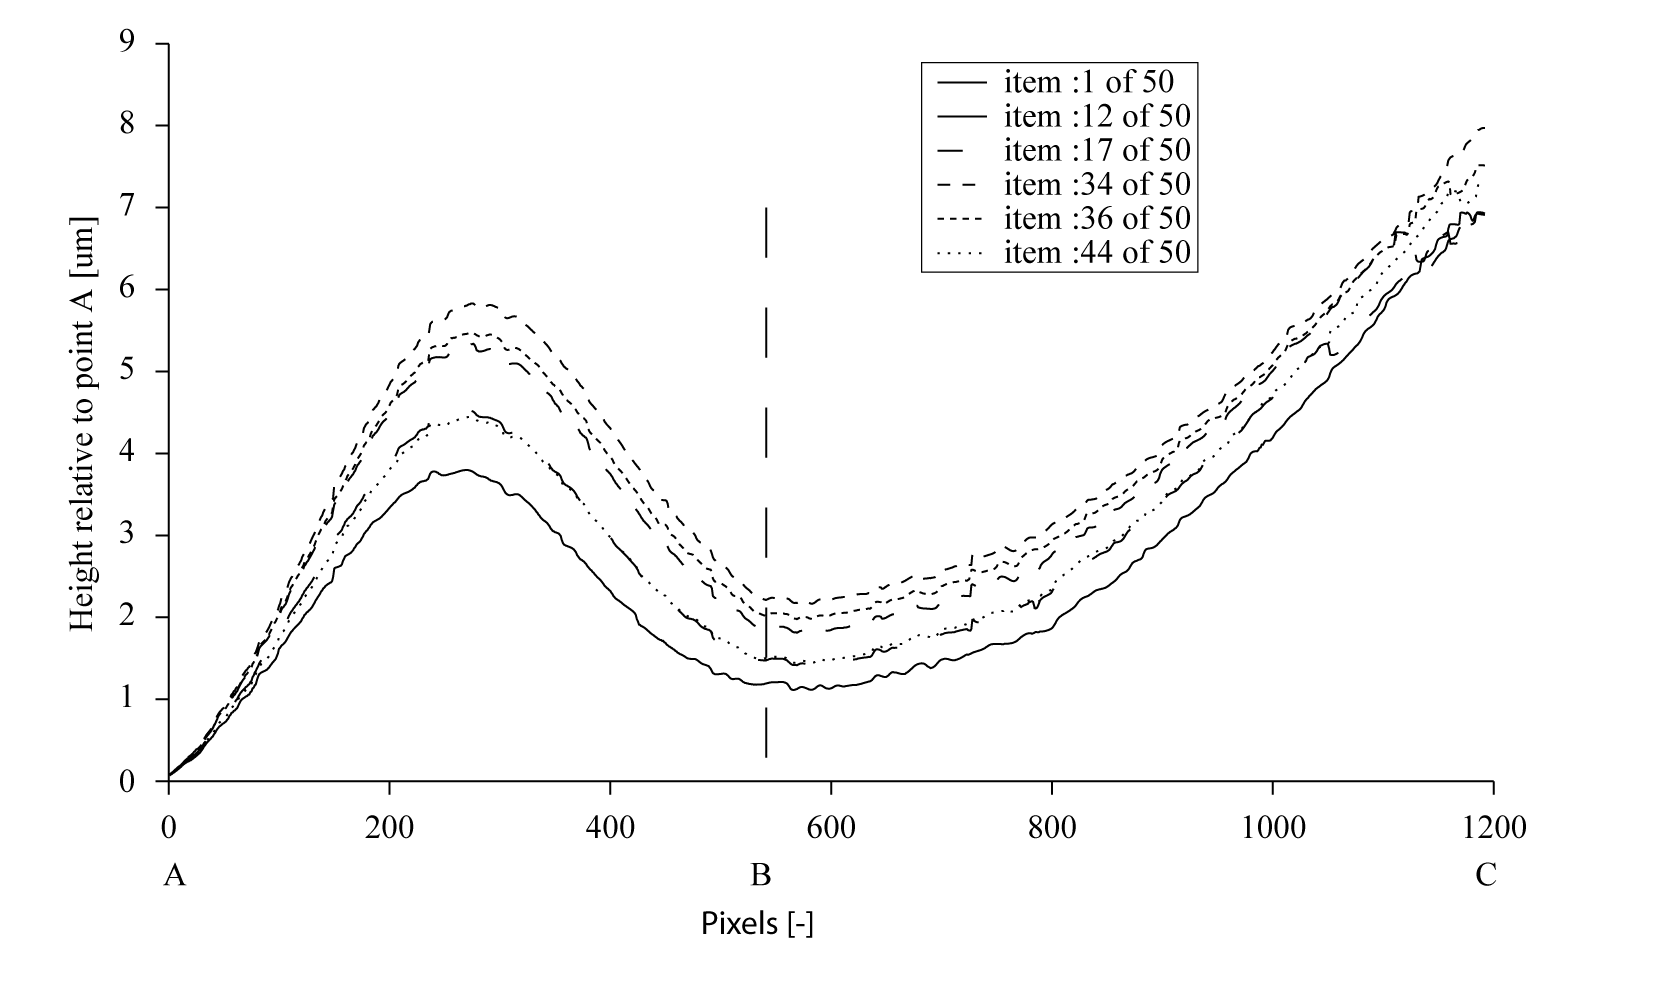 9
8
7
6
5
4
3
2
1
0
Height relative to point A [um]
item :1 of 50
item :12 of 50
item :17 of 50
item :34 of 50
item :36 of 50
item :44 of 50
0 200 400 600 800 1000 1200
A B C
Pixels [-]